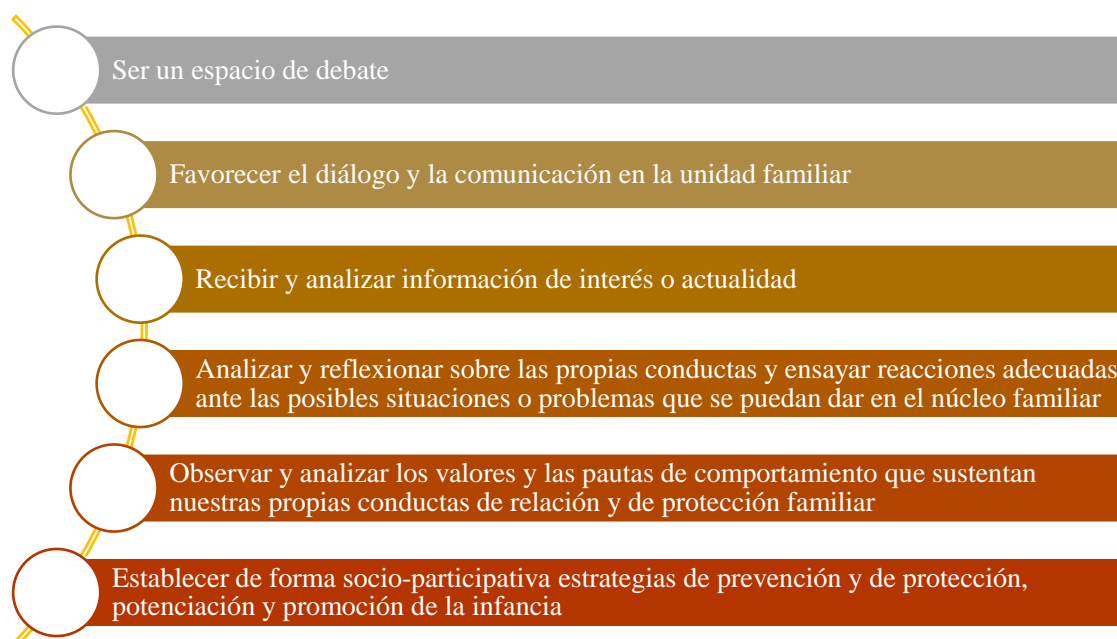 Ser un espacio de debate
Favorecer el diálogo y la comunicación en la unidad familiar
Recibir y analizar información de interés o actualidad
Analizar y reflexionar sobre las propias conductas y ensayar reacciones adecuadas
ante las posibles situaciones o problemas que se puedan dar en el núcleo familiar
Observar y analizar los valores y las pautas de comportamiento que sustentan
nuestras propias conductas de relación y de protección familiar
Establecer de forma socio-participativa estrategias de prevención y de protección,
potenciación y promoción de la infancia